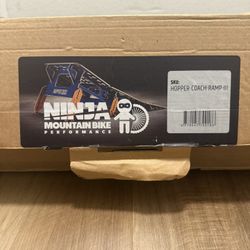 SKU:
HOPPER-COACH-RAMP-III
NINJA
MOUNTAIN BIKE
PERFORMANCE